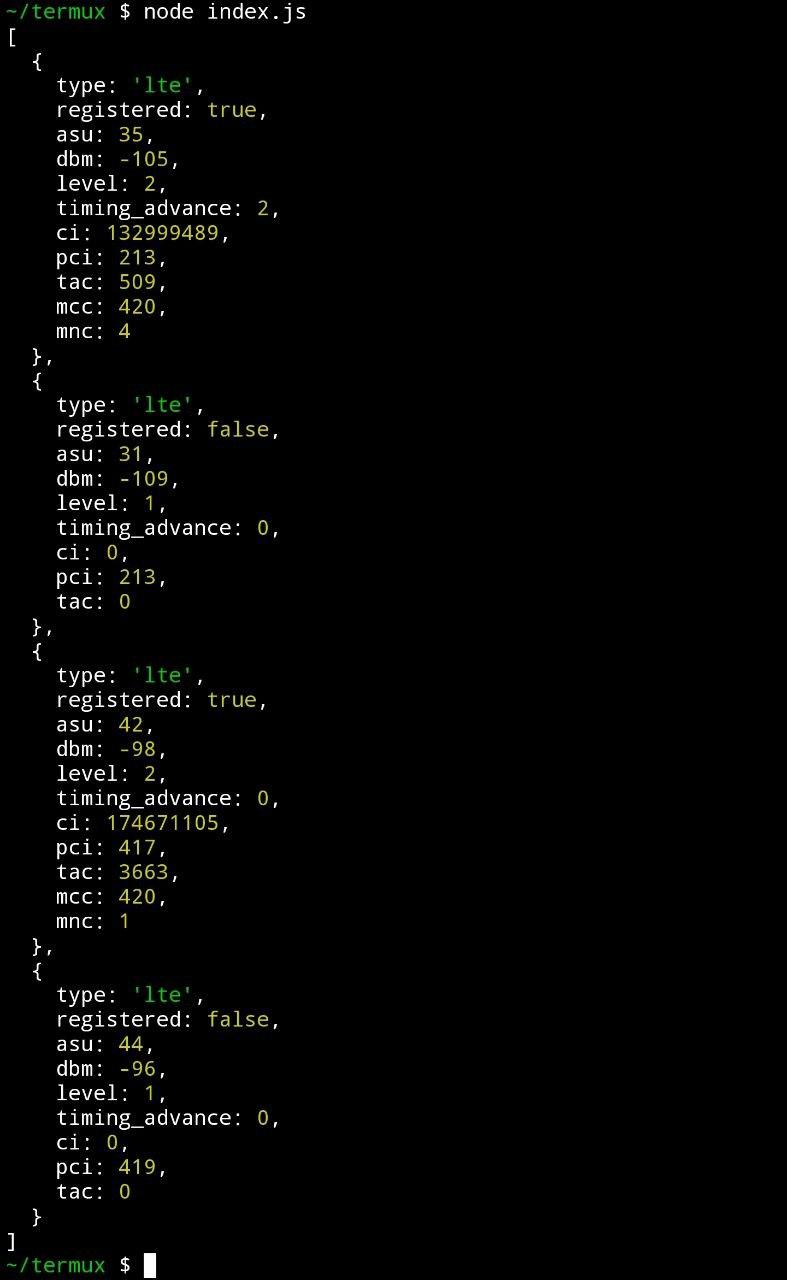 ~/termux $ node index.js
[
  {
    type: 'lte',
    registered: true,
    asu: 35,
    dbm: -105,
    level: 2,
    timing_advance: 2,
    ci: 132999489,
    pci: 213,
    tac: 509,
    mcc: 420,
    mnc: 4
  },
  {
    type: 'lte',
    registered: false,
    asu: 31,
    dbm: -109,
    level: 1,
    timing_advance: 0,
    ci: 0,
    pci: 213,
    tac: 0
  },
  {
    type: 'lte',
    registered: true,
    asu: 42,
    dbm: -98,
    level: 2,
    timing_advance: 0,
    ci: 174671105,
    pci: 417,
    tac: 3663,
    mcc: 420,
    mnc: 1
  },
  {
    type: 'lte',
    registered: false,
    asu: 44,
    dbm: -96,
    level: 1,
    timing_advance: 0,
    ci: 0,
    pci: 419,
    tac: 0
  }
]
~/termux $